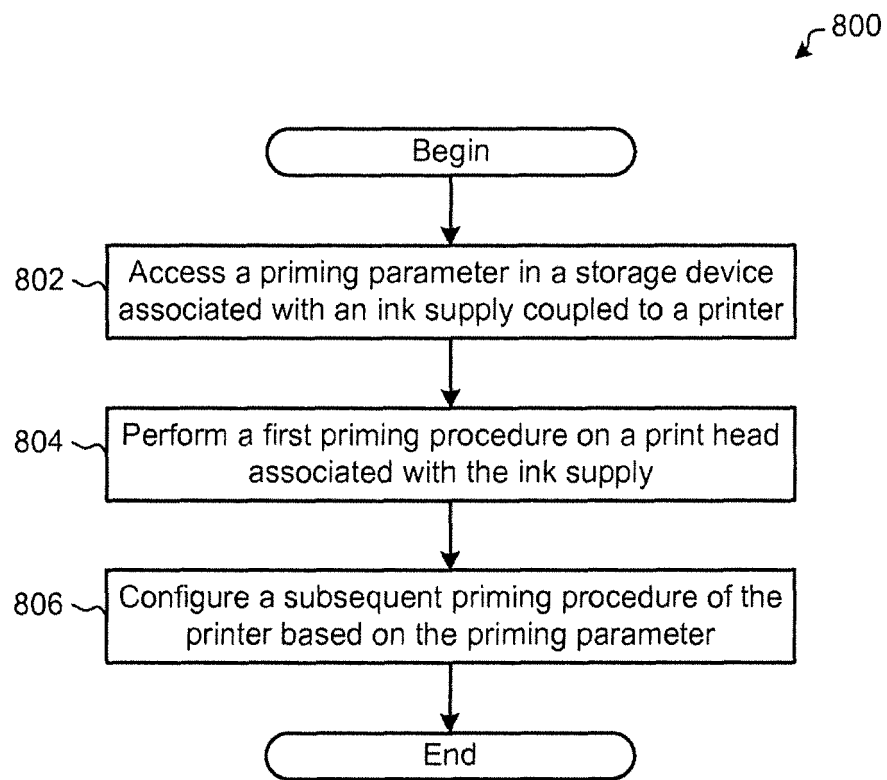 800
Begin
802
Access a priming parameter in a storage device
associated with an ink supply coupled to a printer
804
Perform a first priming procedure on a print head
associated with the ink supply
806
Configure a subsequent priming procedure of the
printer based on the priming parameter
End